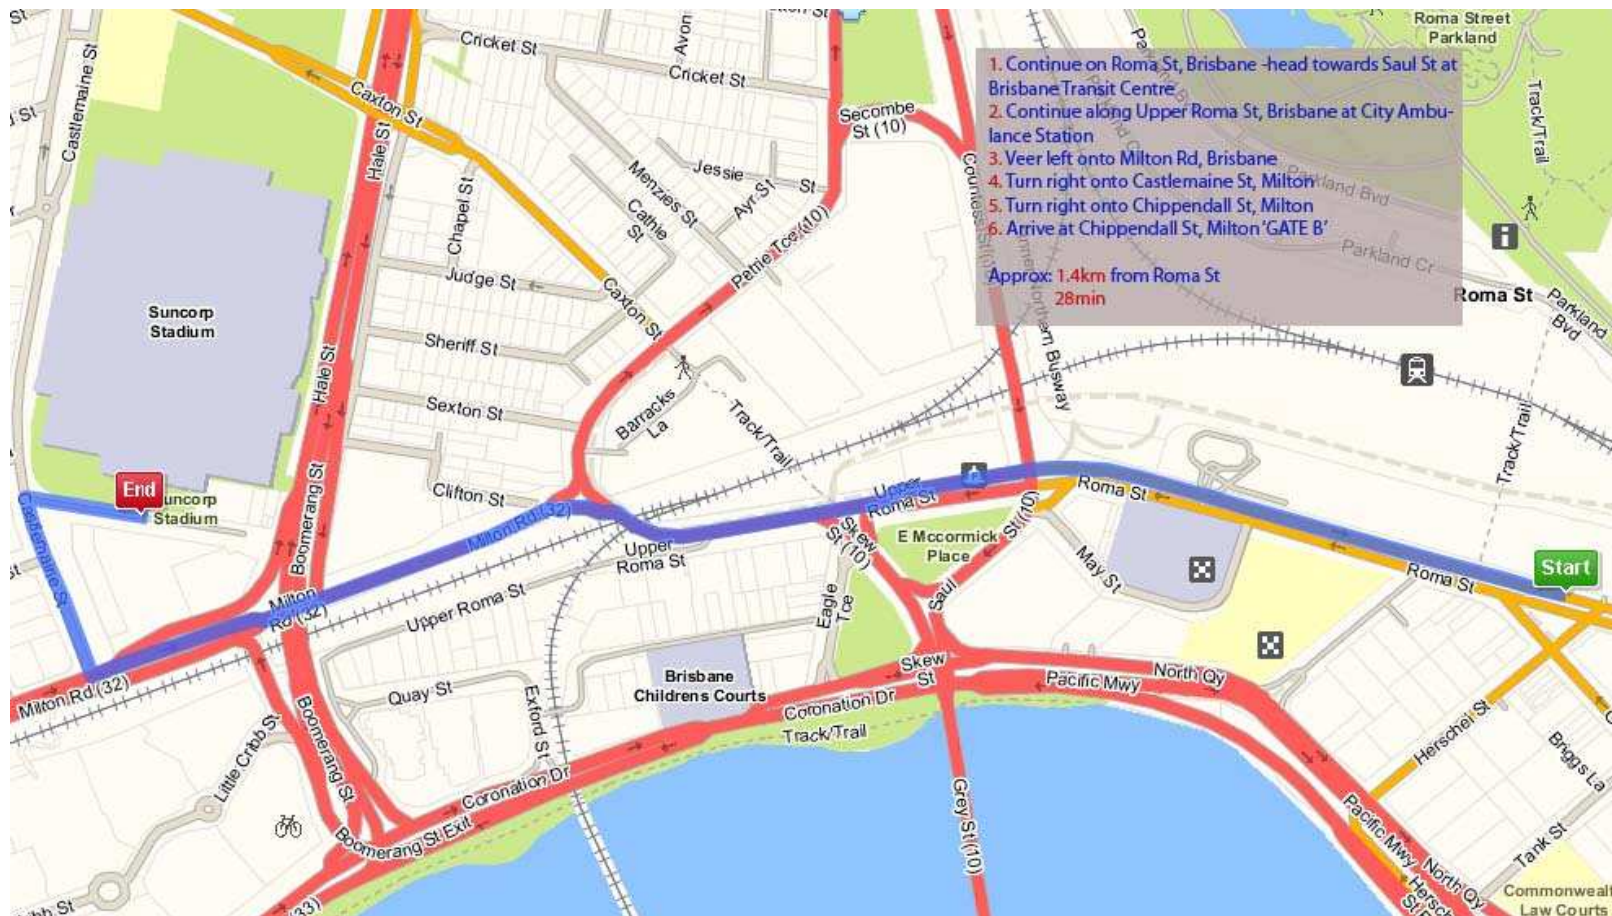 1. Continue on Roma St, Brisbane -head towards Saul St at
Brisbane Transit Centre
2. Continue along Upper Roma St, Brisbane at City Ambu-
lance Station
3. Veer left onto MIlton Rd, Brisbane
4. Turn right onto Castlemaine St, Milton
5. Turn right onto Chippendall St, Milton
6. Arrive at Chippendall St, Milton 'GATE B'
Approx: 1.4km from Roma St
28min
Roma Street
Parkland
Cricket St
Cricket St
Castlemaine St
Caxton St
Hale St
Secombe
St (10)
Track/Trail
Jessie
St
Menzies St
Ayr St
Cathie
St
Chapel St
Petrie Tce (10)
Parkland Bvd
Parkland Cr
Judge St
Caxton St
Roma St
Parkland
Bvd
Suncorp
Stadium
Sheriff St
Hale St
Sexton St
Barracks
La
Track/Trail
Track/Trail
End
Suncorp
Stadium
Clifton St
Milton Rd (32)
Upper
Roma St
Roma St
Boomerang St
Castlemaine St
Upper
Roma St
Skew
St (10)
E Mccormick
Place
St (10)
Saul
May St
Start
Roma St
Milton
Rd (32)
Upper Roma St
Eagle
Tce
Milton Rd (32)
Quay St
Brisbane
Childrens Courts
Skew
St
North Qy
Pacific Mwy
Coronation Dr
Track/Trail
Exford St
Boomerang St
Little Cribb St
Herschel St
Briggs La
Coronation Dr
Grey St (10)
Boomerang St Exit
Pacific Mwy
North Qy
Tank St
Commonwealt
Law Courts